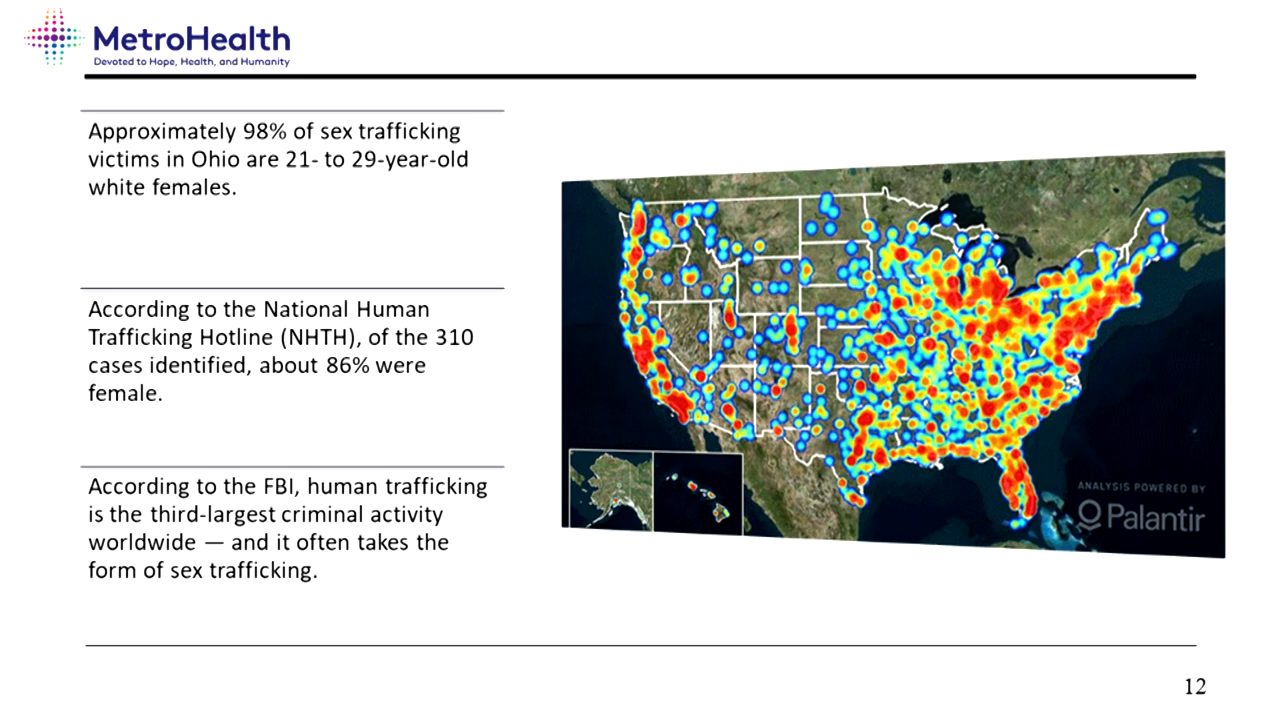 MetroHealth
Devoted to Hope, Health, and Humanity
Approximately 98% of sex trafficking
victims in Ohio are 21- to 29-year-old
white females.
According to the National Human
Trafficking Hotline (NHTH), of the 310
cases identified, about 86% were
female.
According to the FBI, human trafficking
is the third-largest criminal activity
worldwide — and it often takes the
form of sex trafficking.
ANALYSIS POWERED BY
Palantir
12